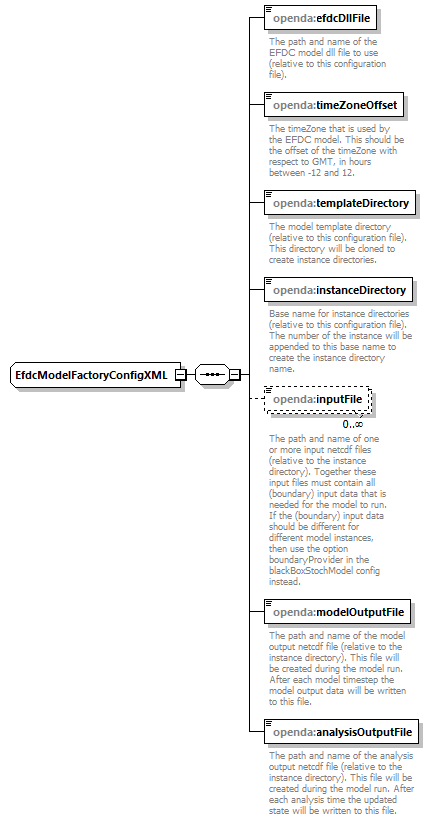 openda:efdcDllFile
The path and name of the
EFDC model dll file to use
(relative to this configuration
file).
openda:timeZoneOffset
The timeZone that is used by
the EFDC model. This should be
the offset of the timeZone with
respect to GMT, in hours
between -12 and 12.
openda:templateDirectory
The model template directory
(relative to this configuration file).
This directory will be cloned to
create instance directories.
openda:instanceDirectory
Base name for instance directories
(relative to this configuration file).
The number of the instance will be
appended to this base name to
create the instance directory
name.
EfdcModelFactoryConfigXML
openda:inputFile
0..∞
The path and name of one
or more input netcdf files
(relative to the instance
directory). Together these
input files must contain all
(boundary) input data that is
needed for the model to run.
If the (boundary) input data
should be different for
different model instances,
then use the option
boundaryProvider in the
blackBoxStochModel config
instead.
openda:modelOutputFile
The path and name of the model
output netcdf file (relative to the
instance directory). This file will
be created during the model run.
After each model timestep the
model output data will be written
to this file.
openda:analysisOutputFile
The path and name of the analysis
output netcdf file (relative to the
instance directory). This file will be
created during the model run. After
each analysis time the updated
state will be written to this file.